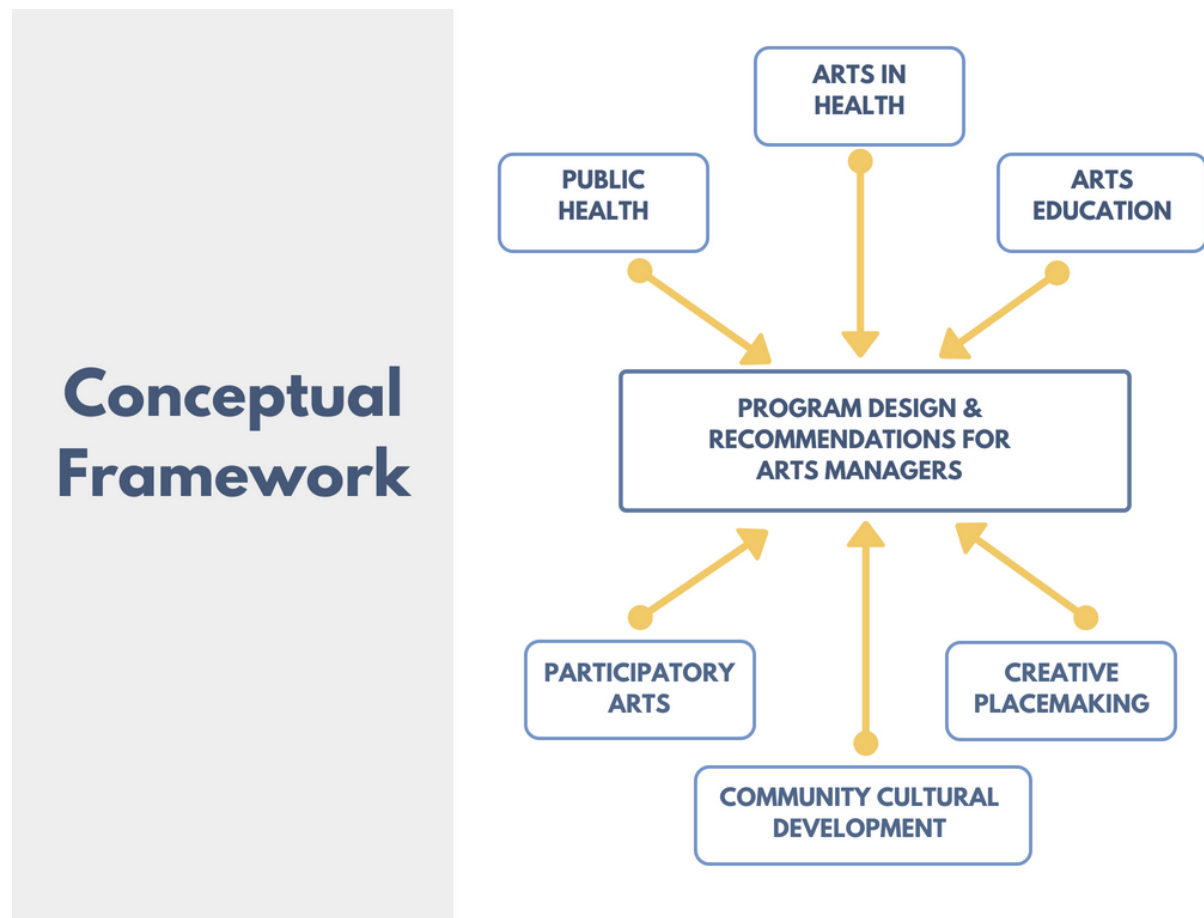 Conceptual
Framework
ARTS IN
HEALTH
PUBLIC
HEALTH
ARTS
EDUCATION
PROGRAM DESIGN &
RECOMMENDATIONS FOR
ARTS MANAGERS
PARTICIPATORY
ARTS
CREATIVE
PLACEMAKING
COMMUNITY CULTURAL
DEVELOPMENT